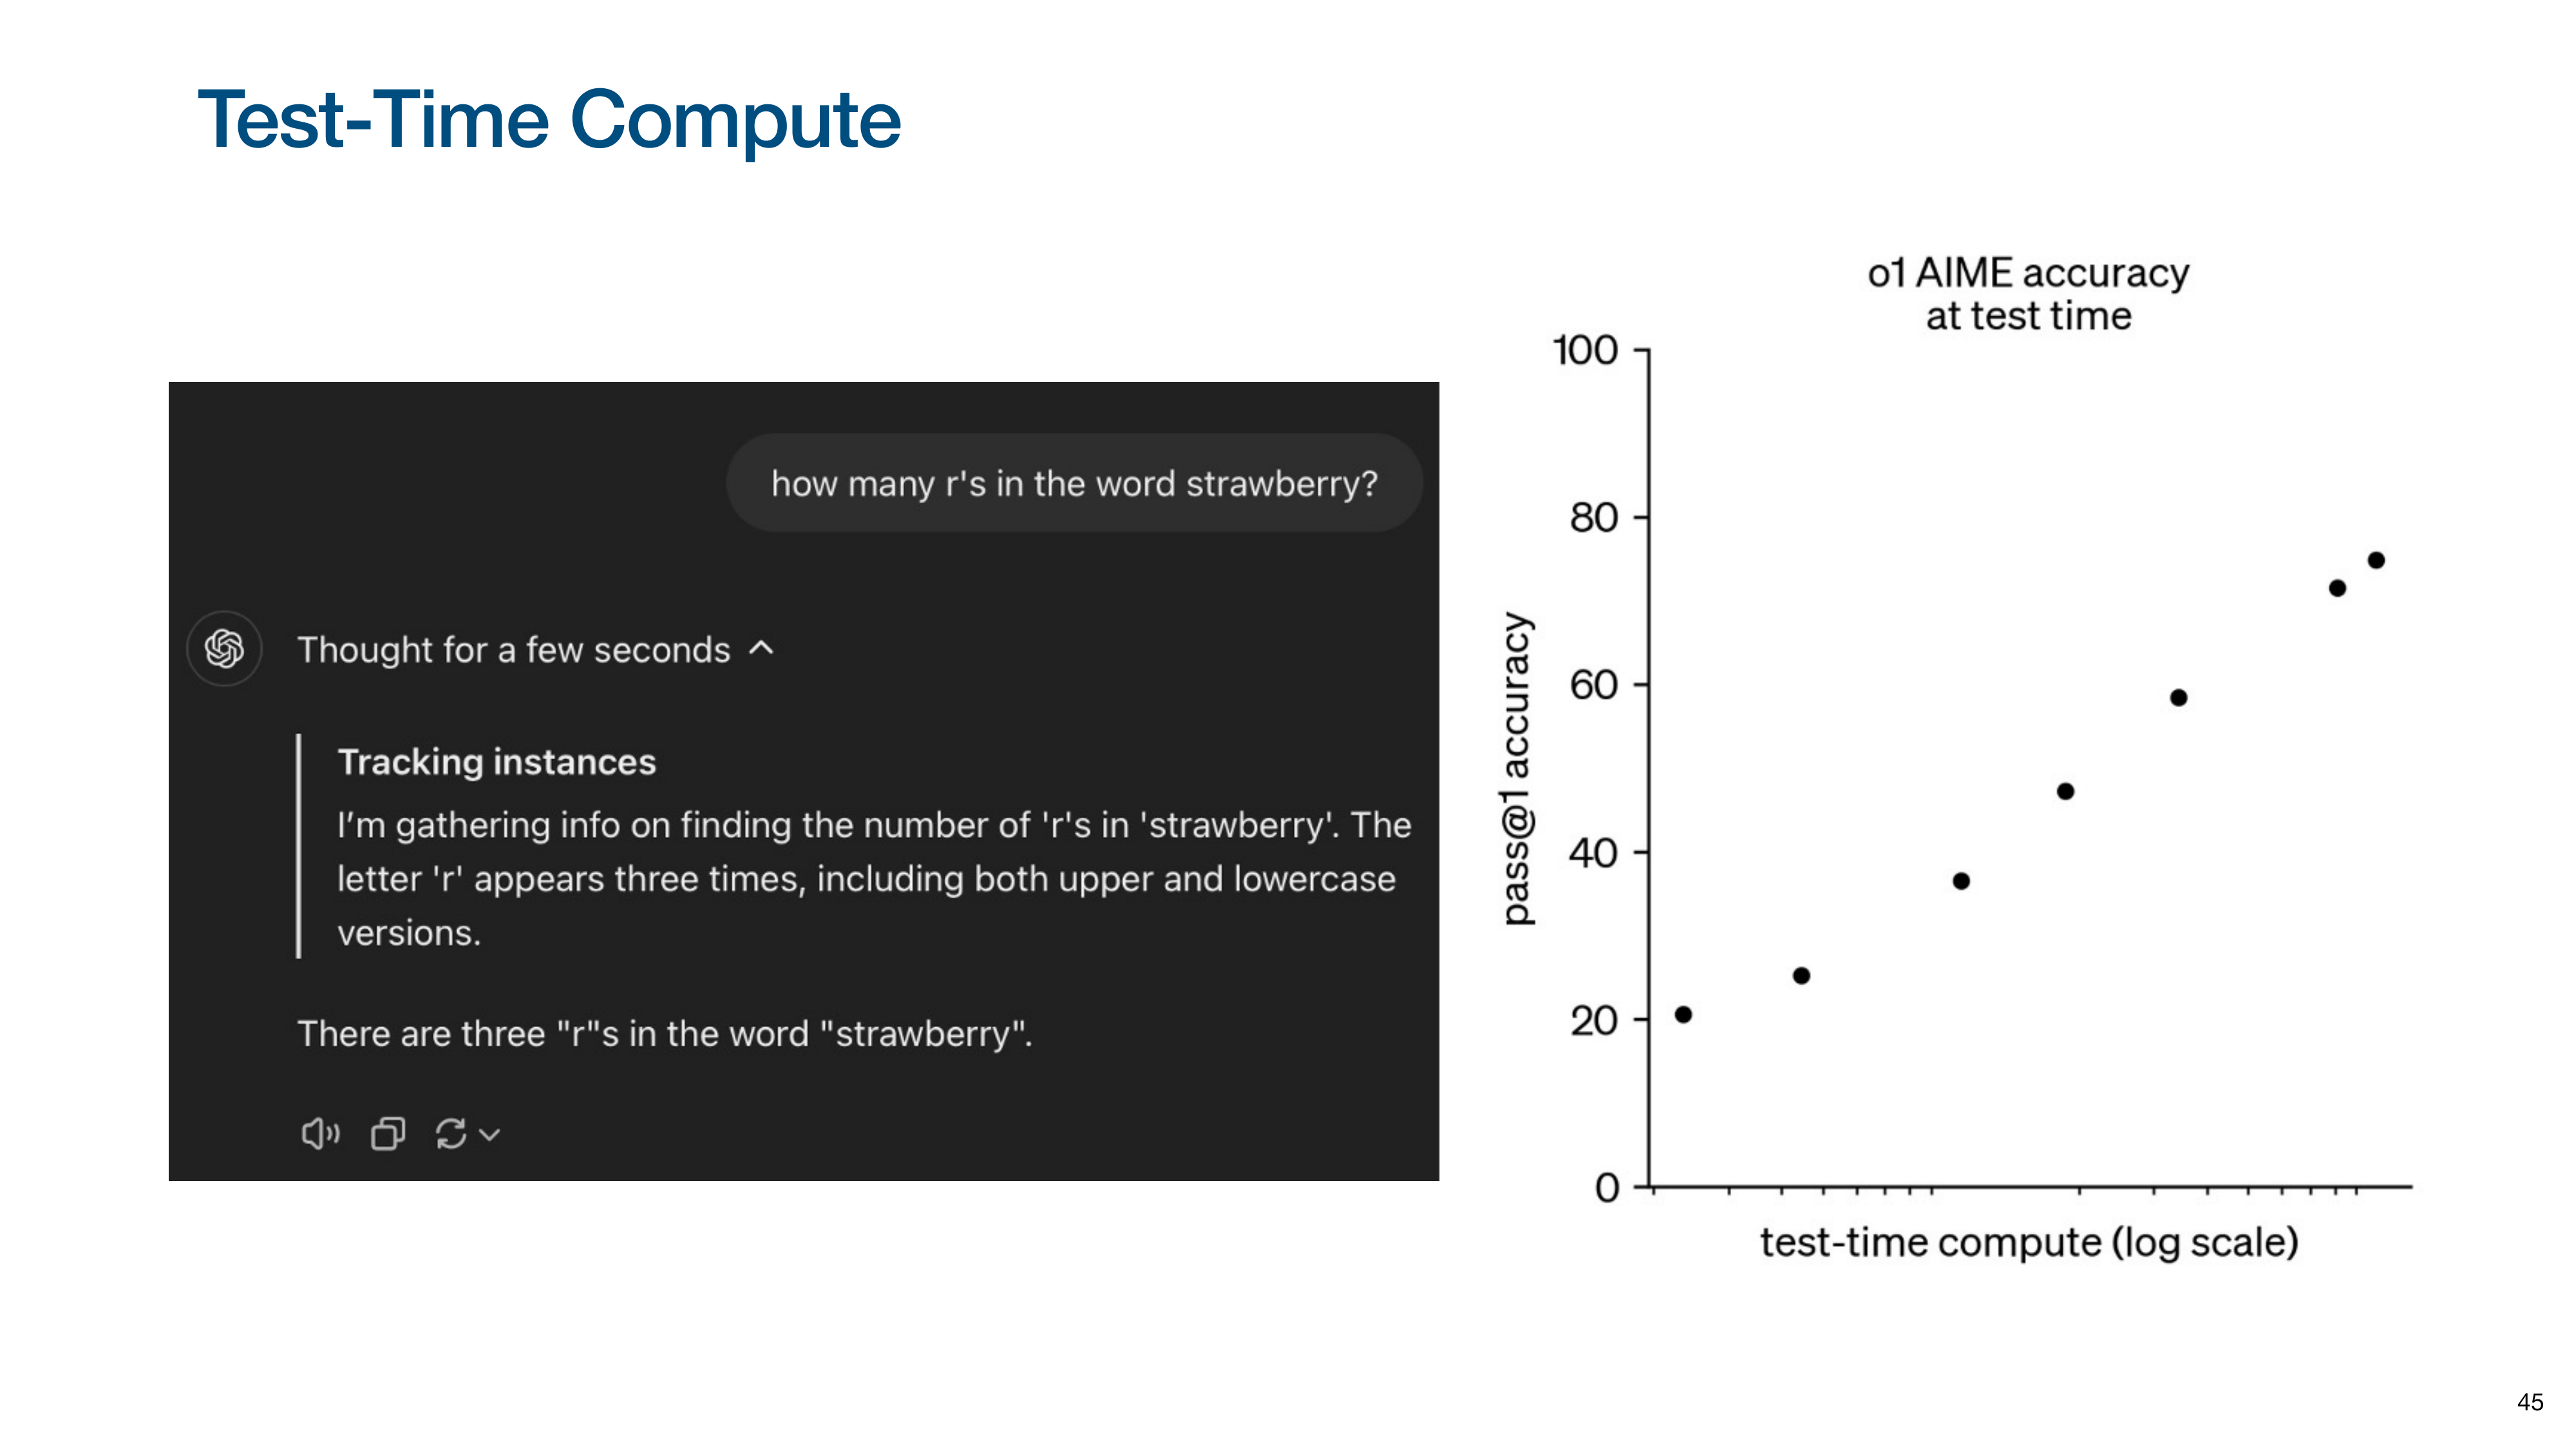 Test-Time Compute
how many r's in the word strawberry?
Thought for a few seconds
Tracking instances
I'm gathering info on finding the number of 'r's in 'strawberry'. The
letter 'r' appears three times, including both upper and lowercase
versions.
There are three "r"s in the word "strawberry".
o1 AIME accuracy
at test time
100
80
60
40
20
0
pass@1 accuracy
test-time compute (log scale)
45